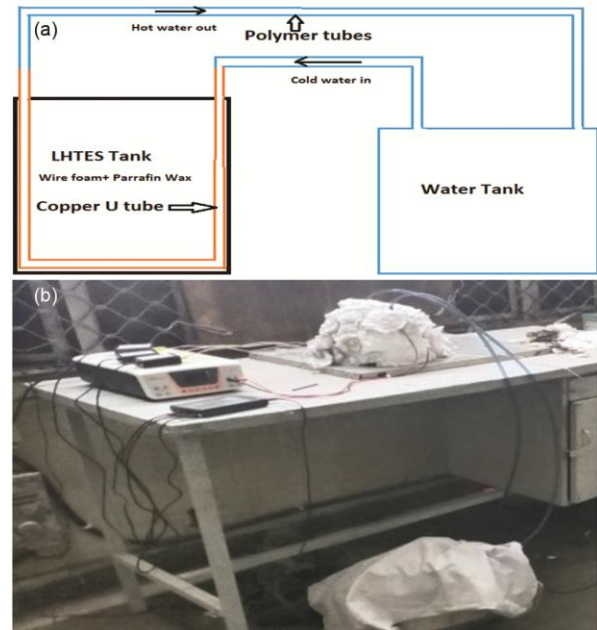 (a)
Hot water out
Polymer tubes
Cold water in
LHTES Tank
Wire foam+ Parrafin Wax
Copper U tube
Water Tank
(b)